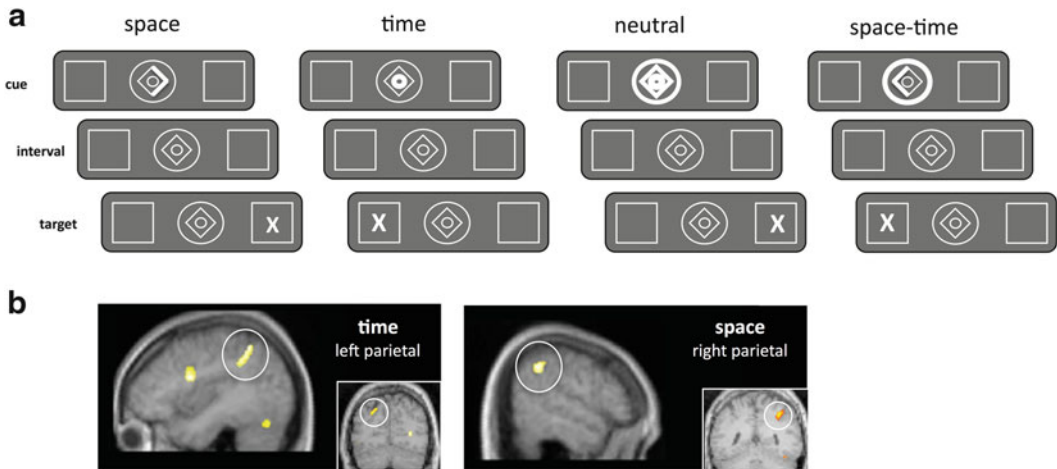 a
space time neutral space-time
cue
interval
target X X X X
b
time
left parietal
space
right parietal